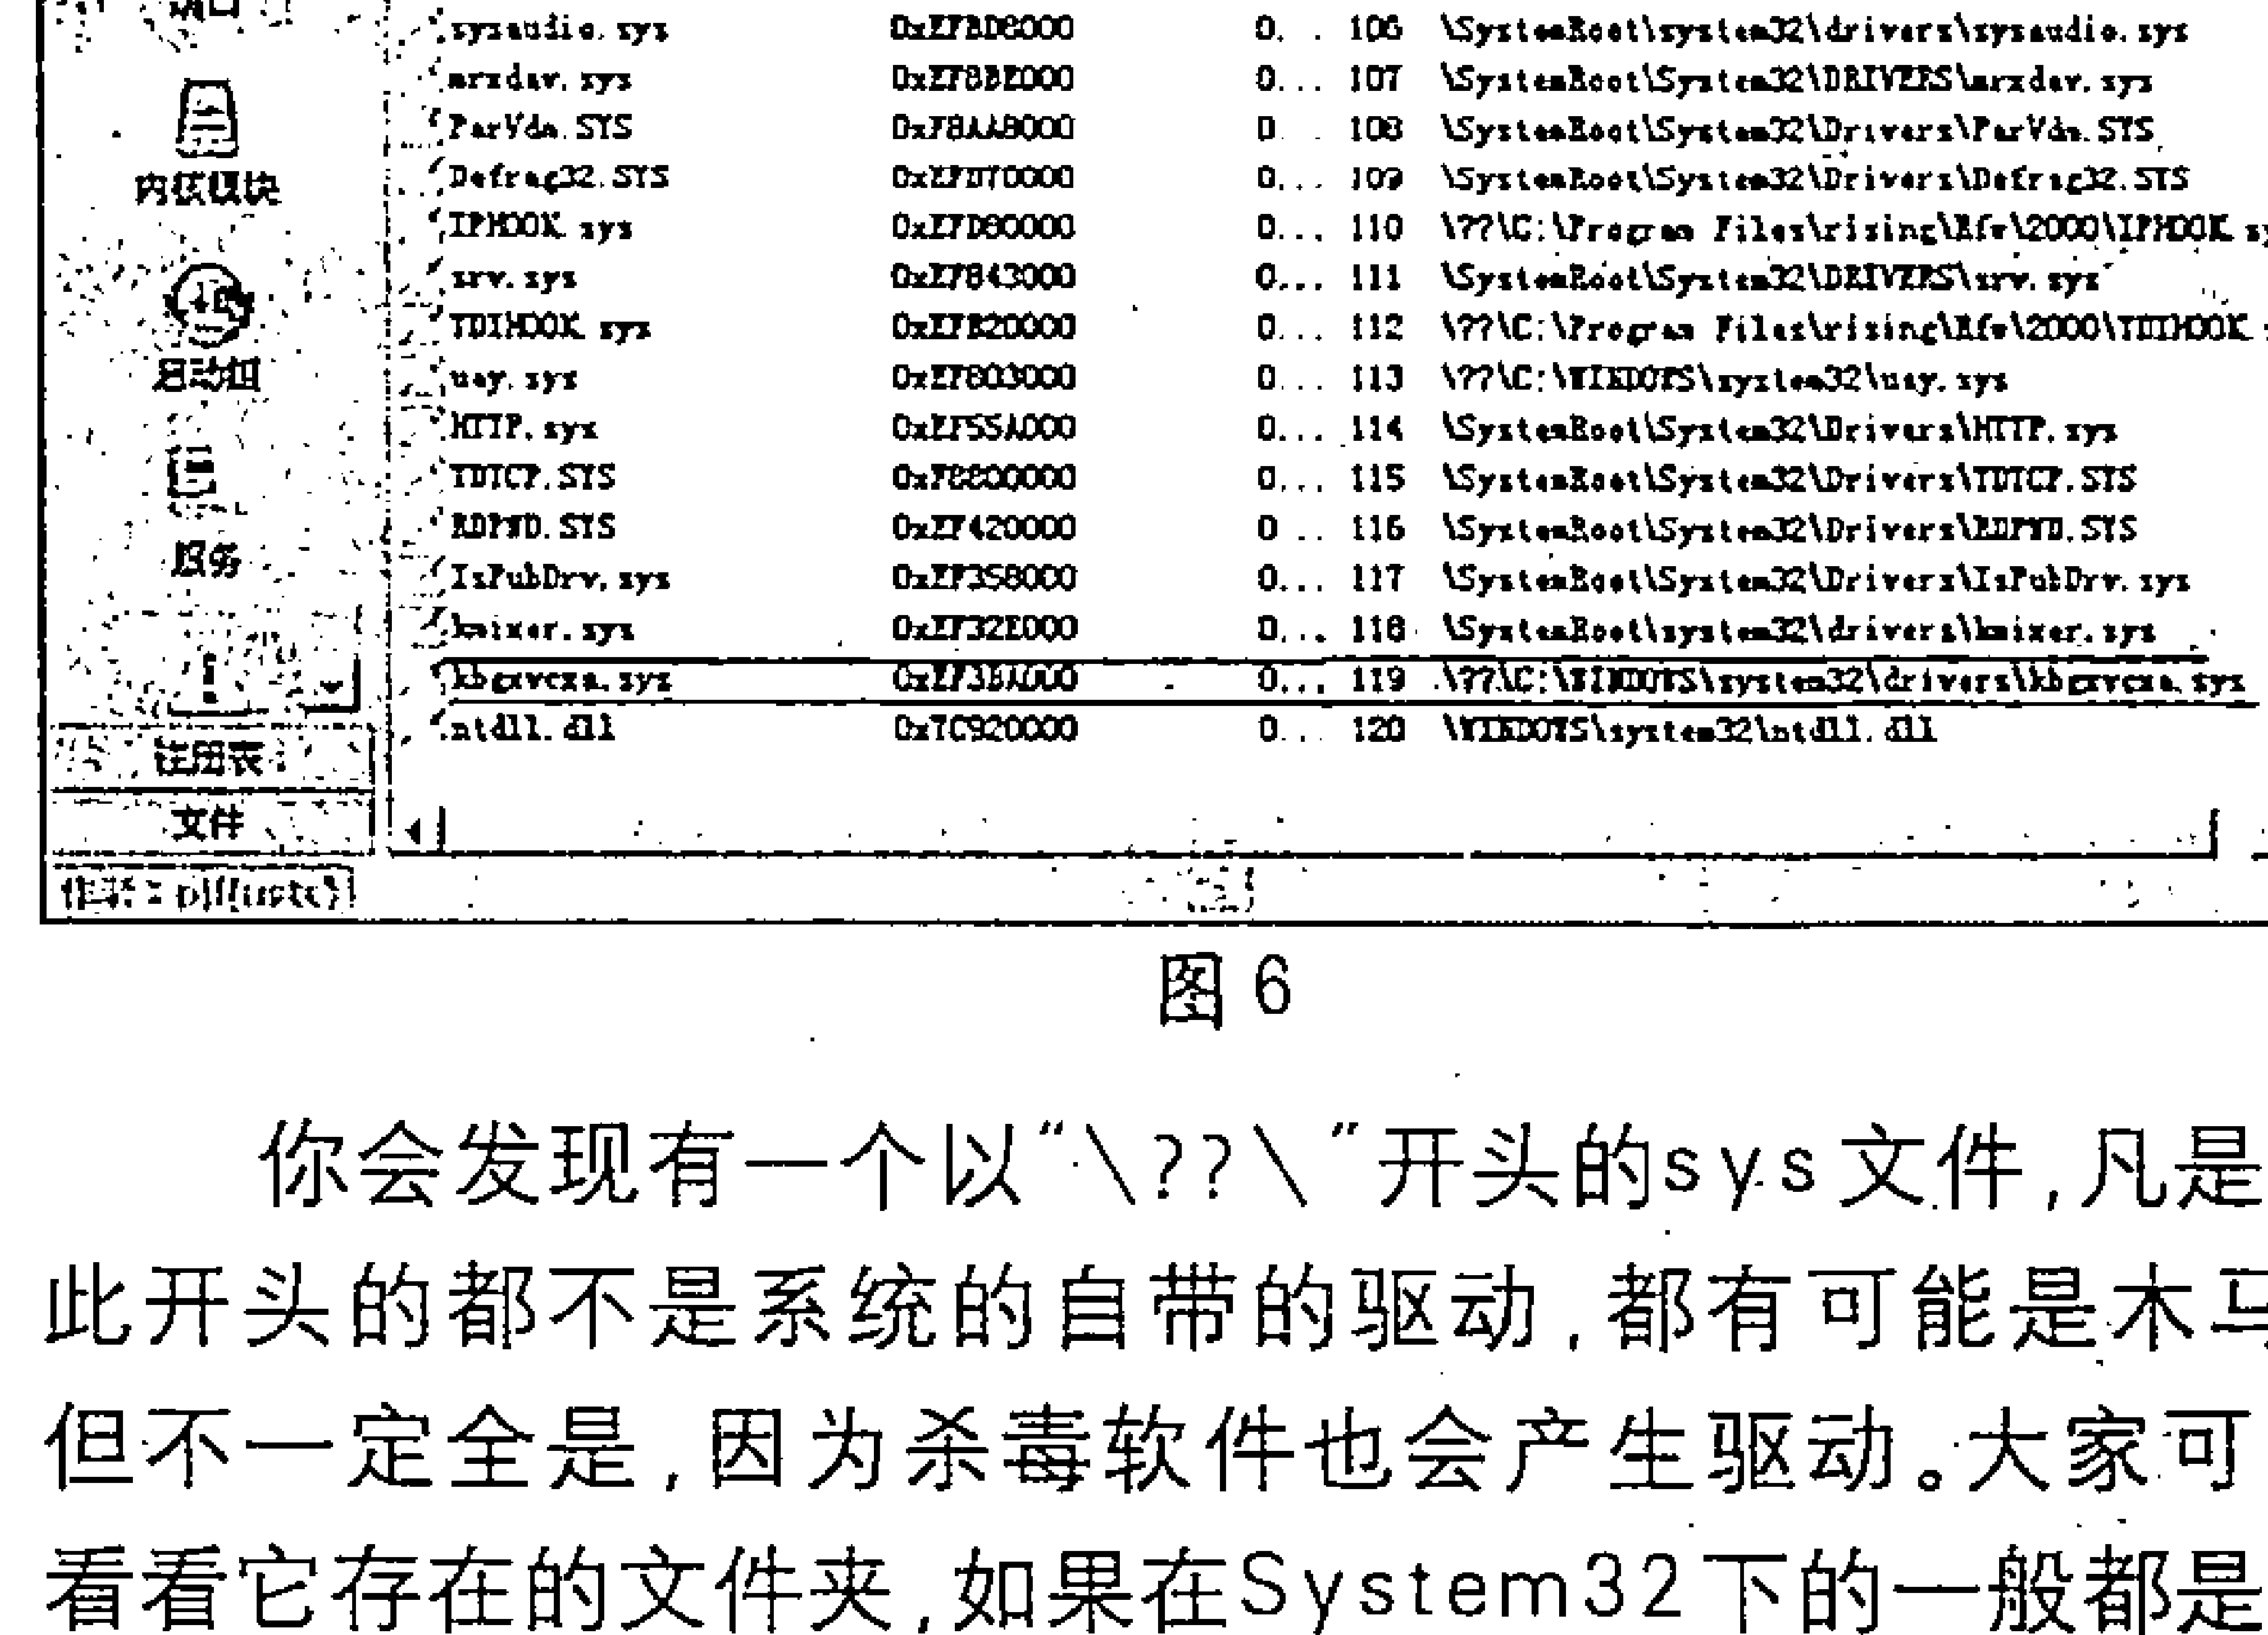 sysaudio.sys 0xEFBD8000 0. . 106 \SystemRoot\system32\drivers\sysaudio.sys
mrxdav.sys 0xEF8BE000 0... 107 \SystemRoot\System32\DRIVERS\mrxdav.sys
ParVdm.SYS 0xF8AA8000 0 . 108 \SystemRoot\System32\Drivers\ParVdm.SYS
Defrag32.SYS 0xEFD70000 0... 109 \SystemRoot\System32\Drivers\Defrag32.SYS
内核模块
IPHOOK.sys 0xEFD80000 0... 110 \??\C:\Program Files\rising\Rfw\2000\IPHOOK.sy
srv.sys 0xEF843000 0... 111 \SystemRoot\System32\DRIVERS\srv.sys
TDIHOOK.sys 0xEFB20000 0... 112 \??\C:\Program Files\rising\Rfw\2000\TDIHOOK.s
启动组
uay.sys 0xEF803000 0... 113 \??\C:\WINDOWS\system32\uay.sys
HTTP.sys 0xEF55A000 0... 114 \SystemRoot\System32\Drivers\HTTP.sys
TDTCP.SYS 0xF8800000 0... 115 \SystemRoot\System32\Drivers\TDTCP.SYS
RDPWD.SYS 0xEF420000 0 .. 116 \SystemRoot\System32\Drivers\RDPWD.SYS
服务
IsPubDrv.sys 0xEF358000 0... 117 \SystemRoot\System32\Drivers\IsPubDrv.sys
kmixer.sys 0xEF32E000 0... 118 \SystemRoot\system32\drivers\kmixer.sys
kbgxvcxa.sys 0... 119 \??\C:\WINDOWS\system32\drivers\kbgxvcxa.sys
ntdll.dll 0x7C920000 0... 120 \WINDOWS\system32\ntdll.dll
注册表
文件
图 6
你会发现有一个以“\??\”开头的sys文件,凡是
此开头的都不是系统的自带的驱动,都有可能是木马
但不一定全是,因为杀毒软件也会产生驱动。大家可
看看它存在的文件夹,如果在System32下的一般都是